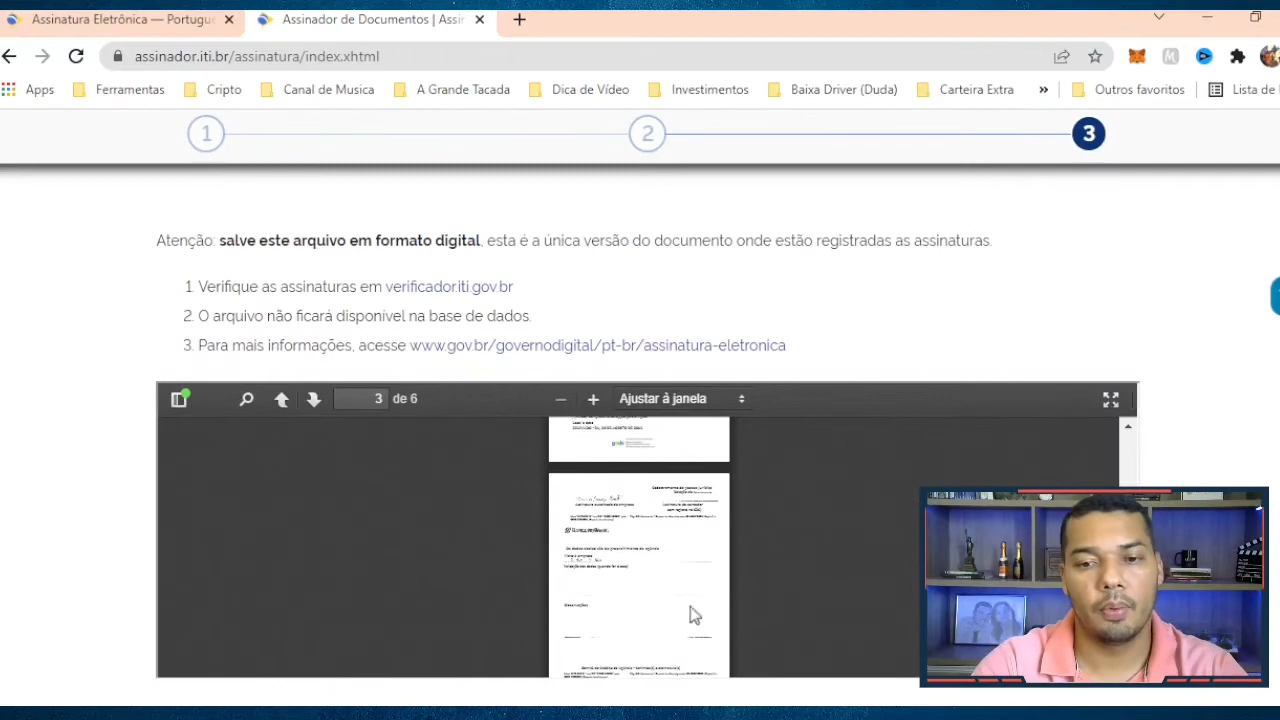 Assinatura Eletrônica — Portugue
Assinador de Documentos | Assin
assinador.iti.br/assinatura/index.xhtml
Apps
Ferramentas
Cripto
Canal de Musica
A Grande Tacada
Dica de Vídeo
Investimentos
Baixa Driver (Duda)
Carteira Extra
»
Outros favoritos
Lista de
1
2
3
Atenção: salve este arquivo em formato digital, esta é a única versão do documento onde estão registradas as assinaturas.
1. Verifique as assinaturas em verificador.iti.gov.br
2. O arquivo não ficará disponível na base de dados.
3. Para mais informações, acesse www.gov.br/governodigital/pt-br/assinatura-eletronica
3 de 6
Ajustar à janela